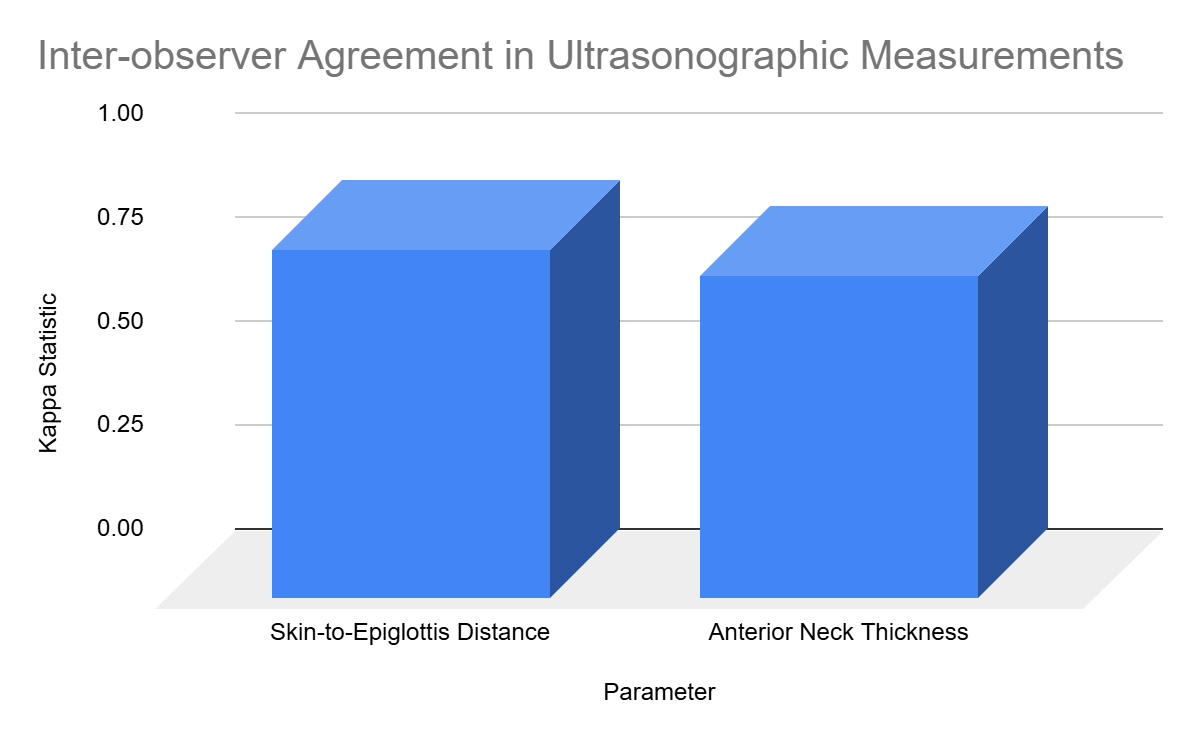 Inter-observer Agreement in Ultrasonographic Measurements
1.00
0.75
0.50
0.25
0.00
Kappa Statistic
Skin-to-Epiglottis Distance
Anterior Neck Thickness
Parameter